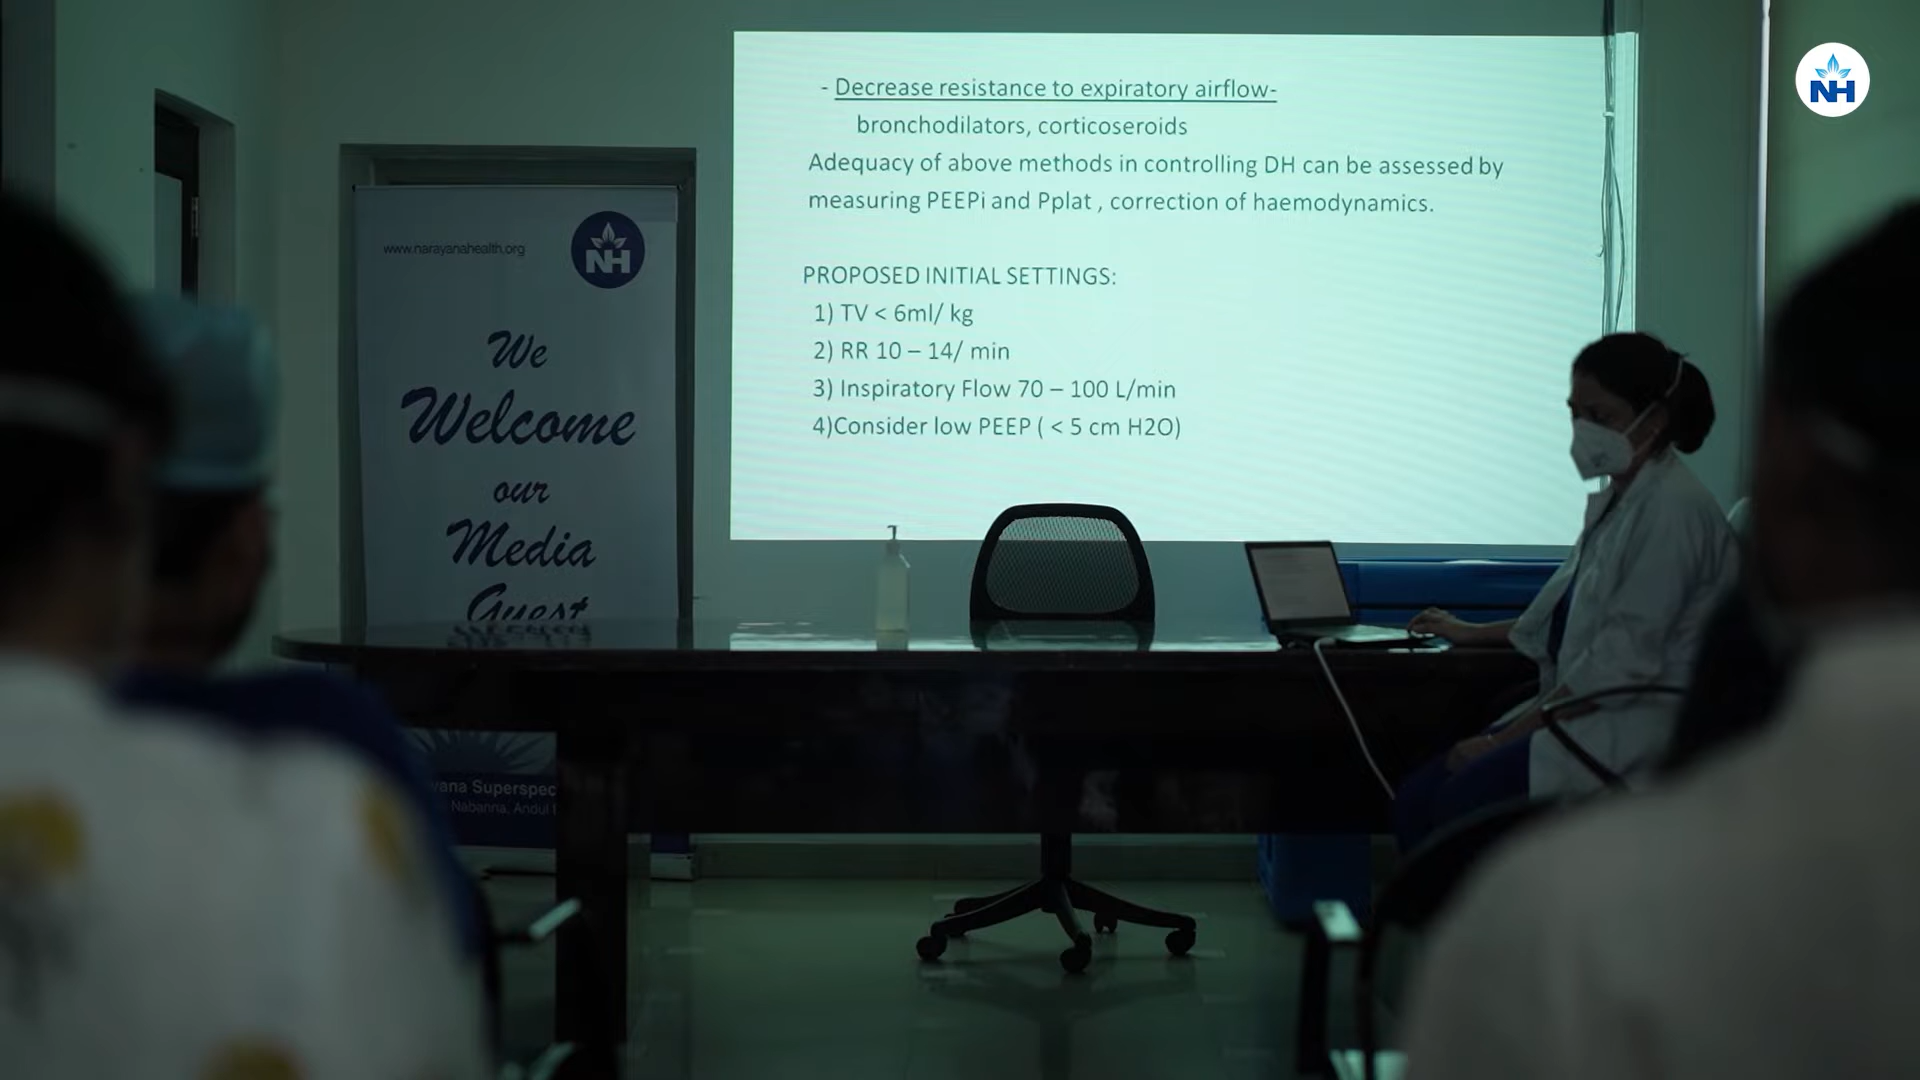 - Decrease resistance to expiratory airflow-
bronchodilators, corticoseroids
Adequacy of above methods in controlling DH can be assessed by
measuring PEEPi and Pplat , correction of haemodynamics.
PROPOSED INITIAL SETTINGS:
1) TV < 6ml/ kg
2) RR 10 – 14/ min
3) Inspiratory Flow 70 – 100 L/min
4)Consider low PEEP ( < 5 cm H2O)
NH
www.narayanahealth.org
NH
We
Welcome
our
Media
Guest
Nabanna, Andul